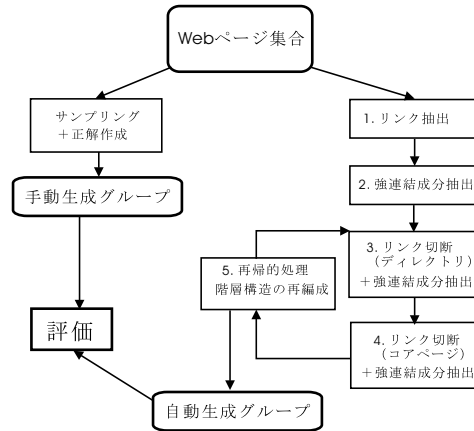 Webページ集合
サンプリング
＋正解作成
手動生成グループ
評価
1. リンク抽出
2. 強連結成分抽出
3. リンク切断
（ディレクトリ）
＋強連結成分抽出
4. リンク切断
（コアページ）
＋強連結成分抽出
5. 再帰的処理
階層構造の再編成
自動生成グループ